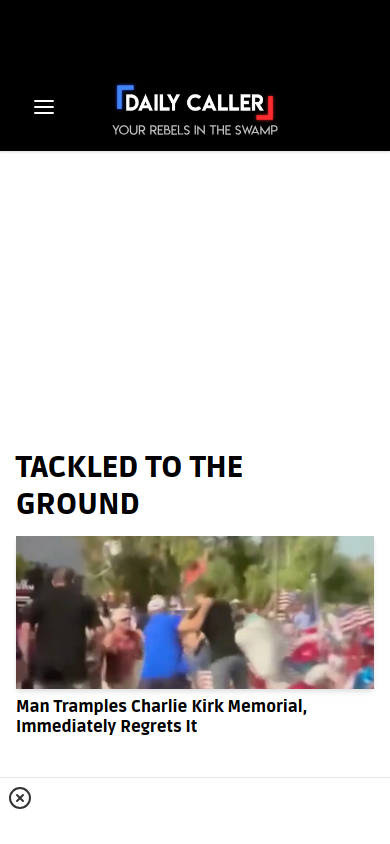 DAILY CALLER
YOUR REBELS IN THE SWAMP
TACKLED TO THE
GROUND
Man Tramples Charlie Kirk Memorial,
Immediately Regrets It